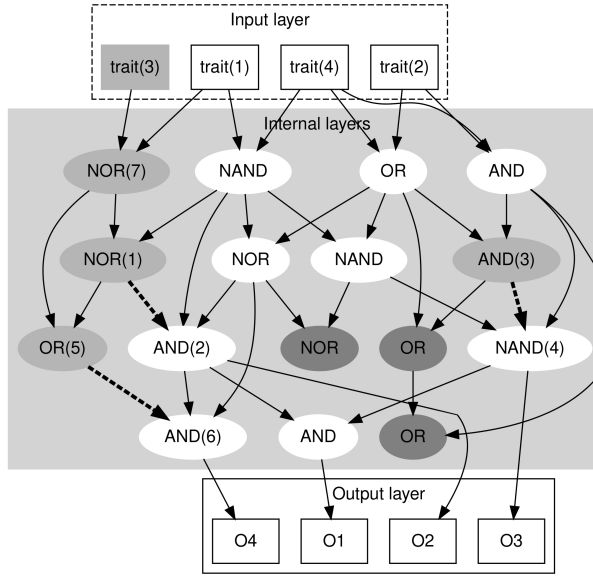 Input layer
trait(3) trait(1) trait(4) trait(2)
Internal layers
NOR(7) NAND OR AND
NOR(1) NOR NAND AND(3)
OR(5) AND(2) NOR OR NAND(4)
AND(6) AND OR
Output layer
O4 O1 O2 O3